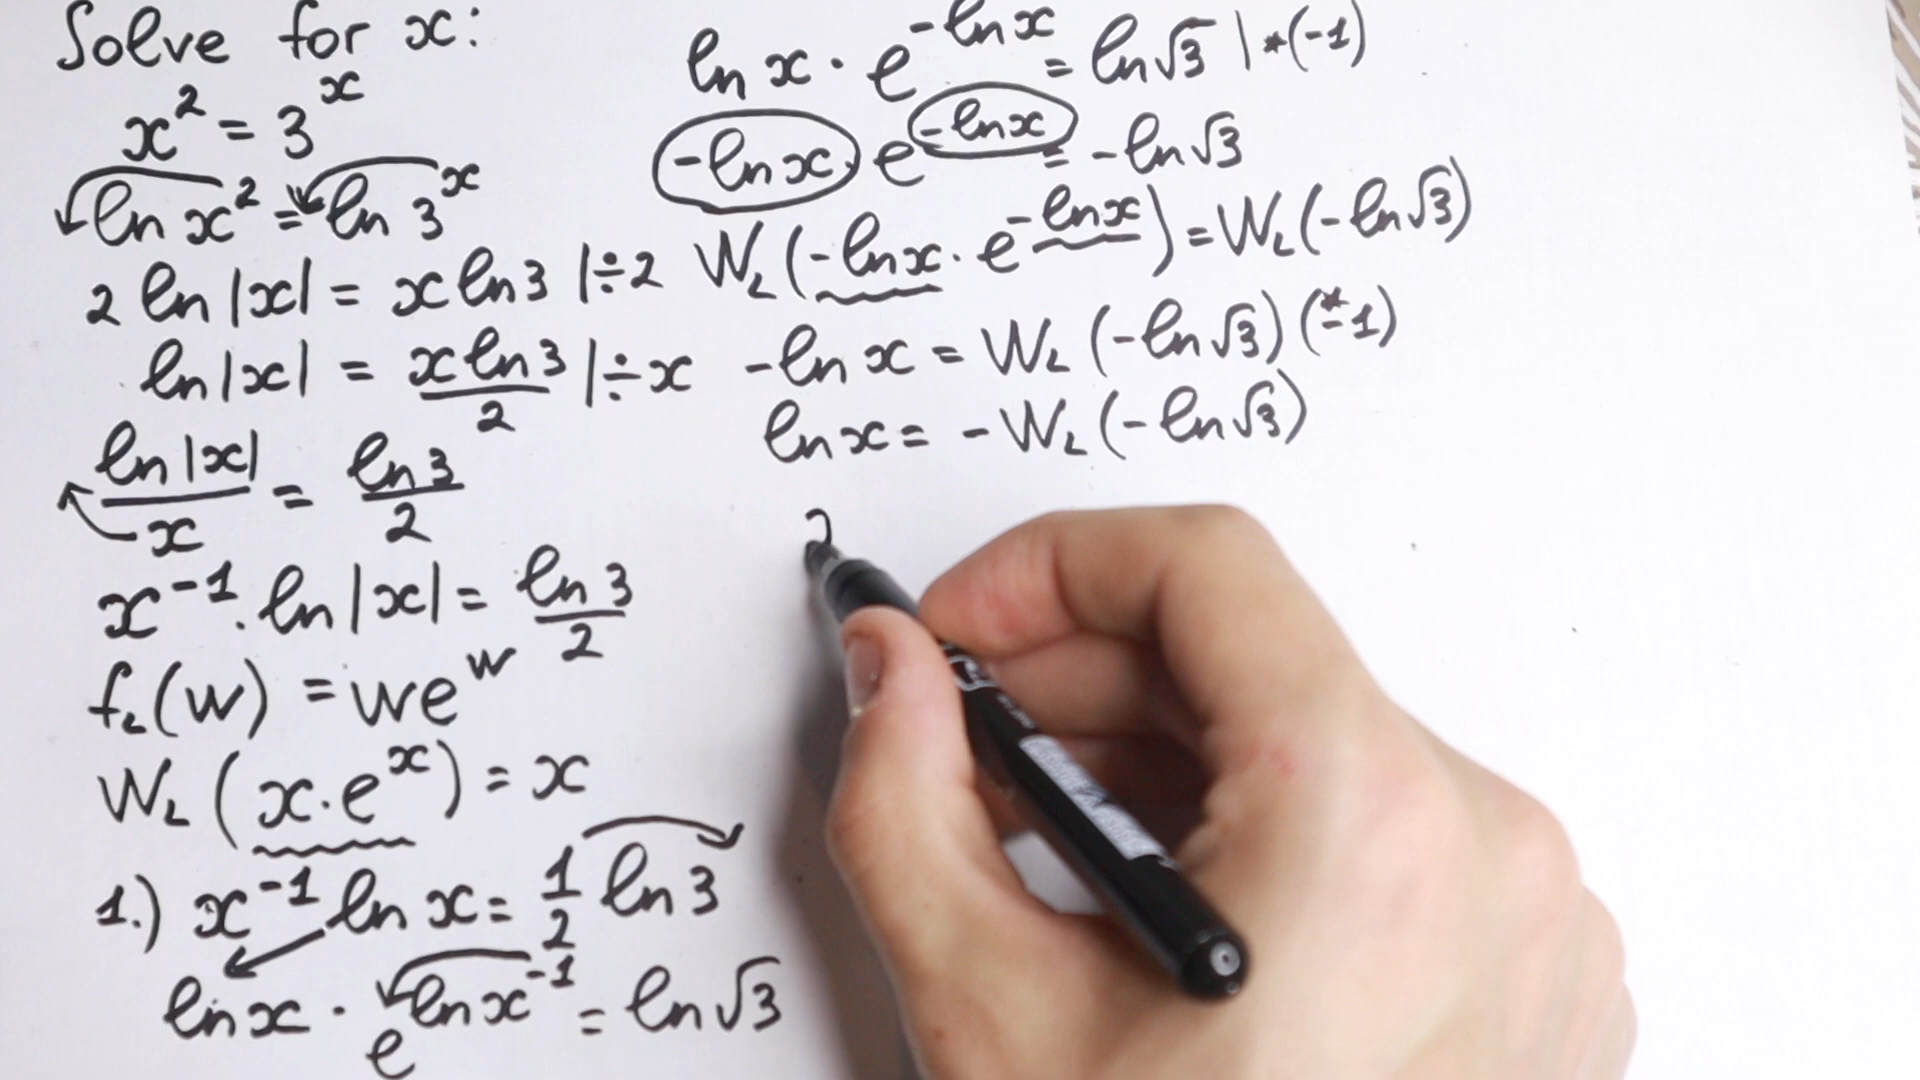 Solve for x:
x² = 3ˣ
ln x² = ln 3ˣ
2 ln |x| = x ln 3 | ÷ 2
ln |x| = x ln 3 / 2 | ÷ x
ln |x| / x = ln 3 / 2
x⁻¹ · ln |x| = ln 3 / 2
f_L(w) = we^w
W_L (x · eˣ) = x
1.) x⁻¹ ln x = 1/2 ln 3
ln x · e^(ln x⁻¹) = ln √3
ln x · e^(-ln x) = ln √3 | *(-1)
-ln x · e^(-ln x) = -ln √3
W_L (-ln x · e^(-ln x)) = W_L (-ln √3)
-ln x = W_L (-ln √3) (* -1)
ln x = -W_L (-ln √3)